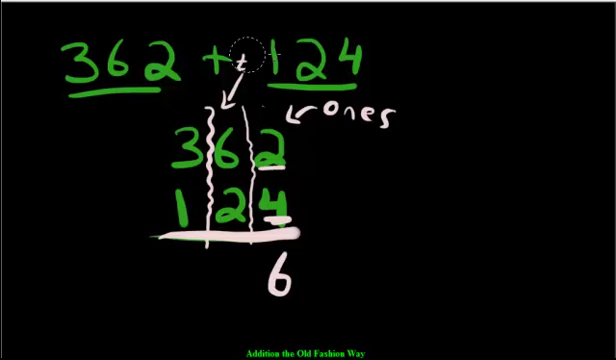 362 + 124
t
ones
362
124
6
Addition the Old Fashion Way